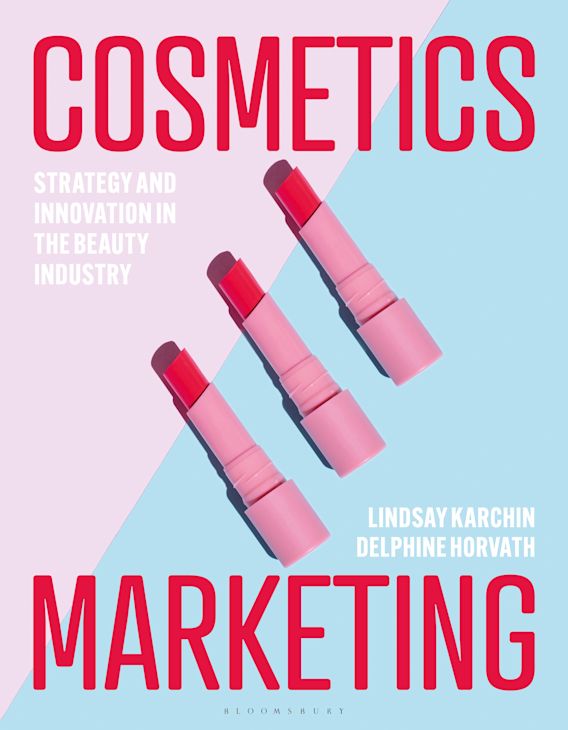 COSMETICS
STRATEGY AND
INNOVATION IN
THE BEAUTY
INDUSTRY
LINDSAY KARCHIN
DELPHINE HORVATH
MARKETING
BLOOMSBURY